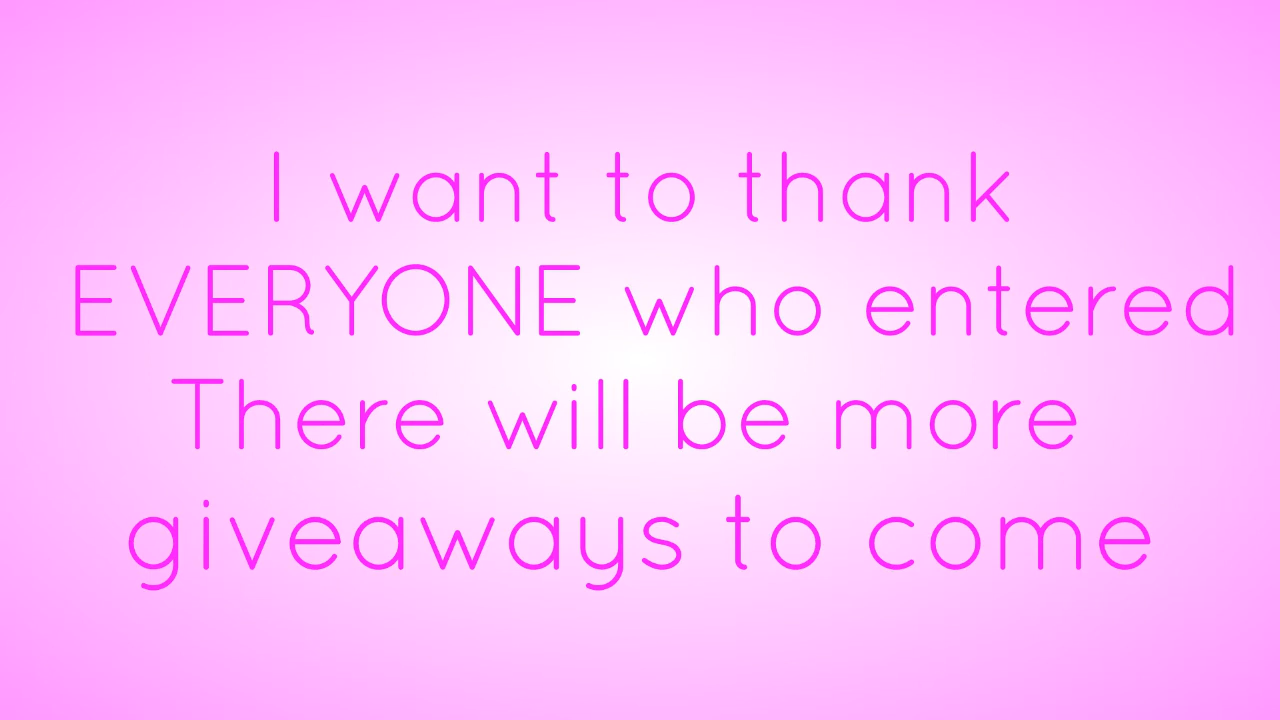 I want to thank
EVERYONE who entered
There will be more
giveaways to come